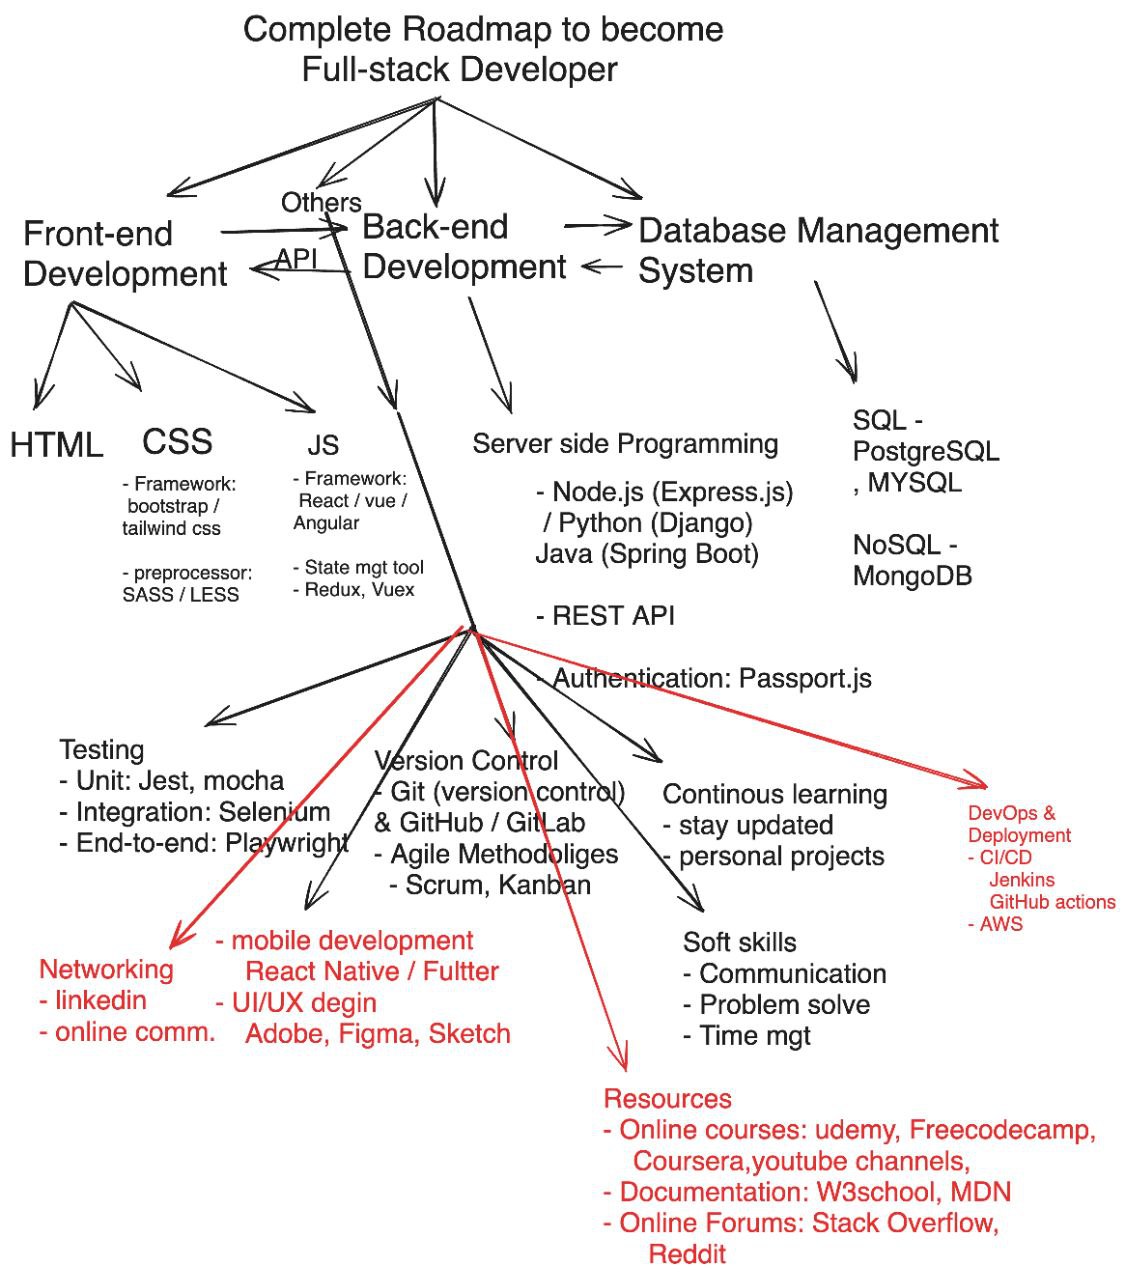 Complete Roadmap to become
Full-stack Developer
Others
Front-end
Development
API
Back-end
Development
Database Management
System
HTML
CSS
- Framework:
bootstrap /
tailwind css
- preprocessor:
SASS / LESS
JS
- Framework:
React / vue /
Angular
- State mgt tool
- Redux, Vuex
Server side Programming
- Node.js (Express.js)
/ Python (Django)
Java (Spring Boot)
- REST API
- Authentication: Passport.js
SQL -
PostgreSQL
, MYSQL
NoSQL -
MongoDB
Testing
- Unit: Jest, mocha
- Integration: Selenium
- End-to-end: Playwright
Version Control
- Git (version control)
& GitHub / GitLab
- Agile Methodoliges
- Scrum, Kanban
Continous learning
- stay updated
- personal projects
DevOps &
Deployment
- CI/CD
Jenkins
GitHub actions
- AWS
Networking
- linkedin
- online comm.
- mobile development
React Native / Fultter
- UI/UX degin
Adobe, Figma, Sketch
Soft skills
- Communication
- Problem solve
- Time mgt
Resources
- Online courses: udemy, Freecodecamp,
Coursera,youtube channels,
- Documentation: W3school, MDN
- Online Forums: Stack Overflow,
Reddit